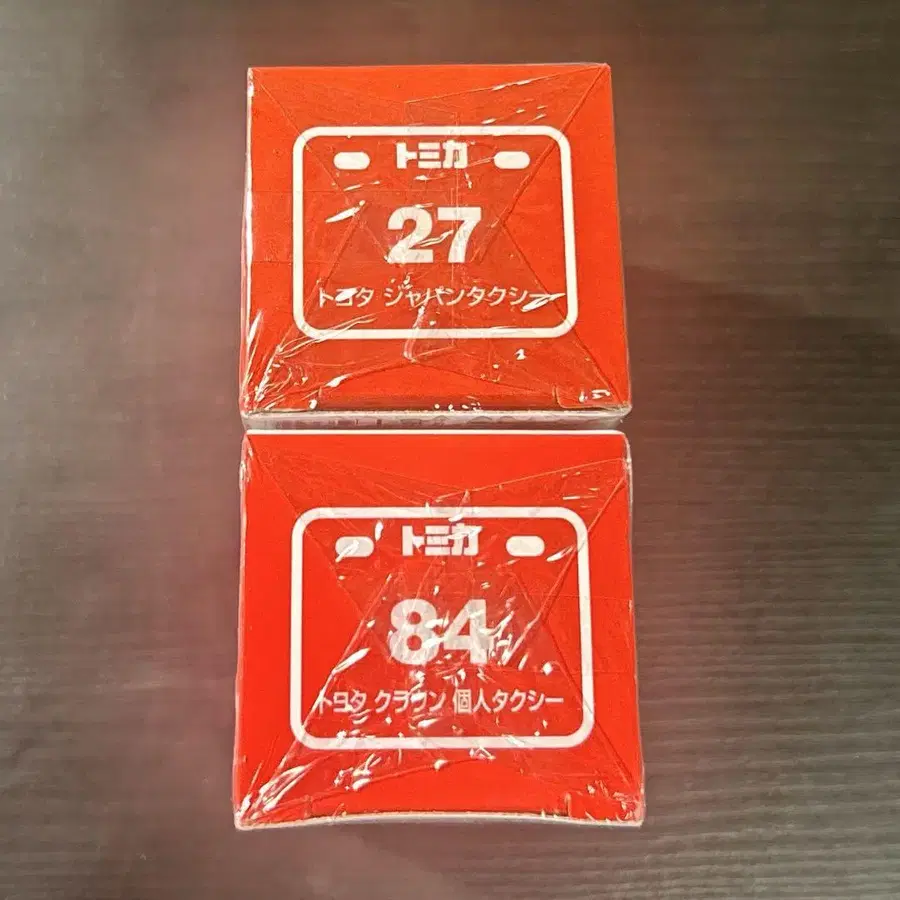 トミカ
27
トヨタ ジャパンタクシー
トミカ
84
トヨタ クラウン 個人タクシー